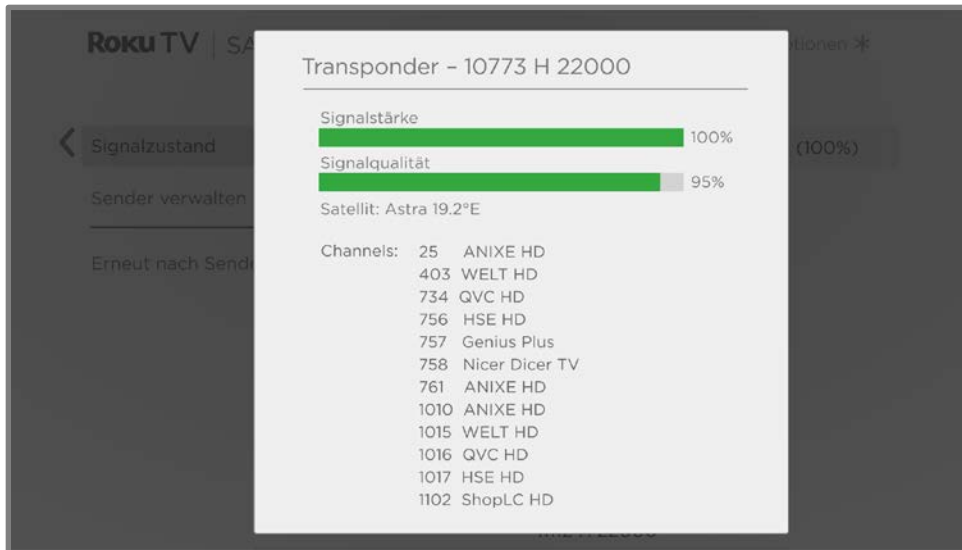 Roku TV | SA
tionen
Transponder – 10773 H 22000
Signalstärke
100%
Signalzustand
(100%)
Signalqualität
95%
Sender verwalten
Satellit: Astra 19.2°E
Erneut nach Sende
Channels: 25 ANIXE HD
403 WELT HD
734 QVC HD
756 HSE HD
757 Genius Plus
758 Nicer Dicer TV
761 ANIXE HD
1010 ANIXE HD
1015 WELT HD
1016 QVC HD
1017 HSE HD
1102 ShopLC HD